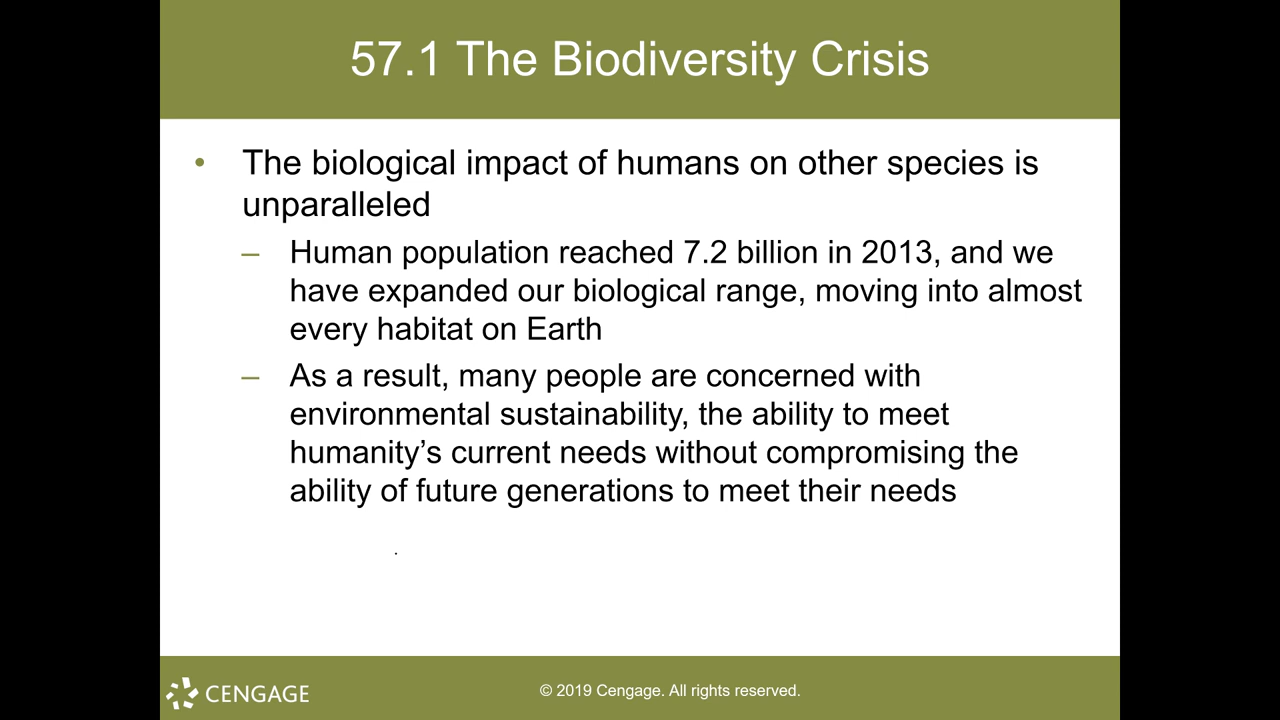 57.1 The Biodiversity Crisis
• The biological impact of humans on other species is
unparalleled
– Human population reached 7.2 billion in 2013, and we
have expanded our biological range, moving into almost
every habitat on Earth
– As a result, many people are concerned with
environmental sustainability, the ability to meet
humanity’s current needs without compromising the
ability of future generations to meet their needs
.
CENGAGE
© 2019 Cengage. All rights reserved.